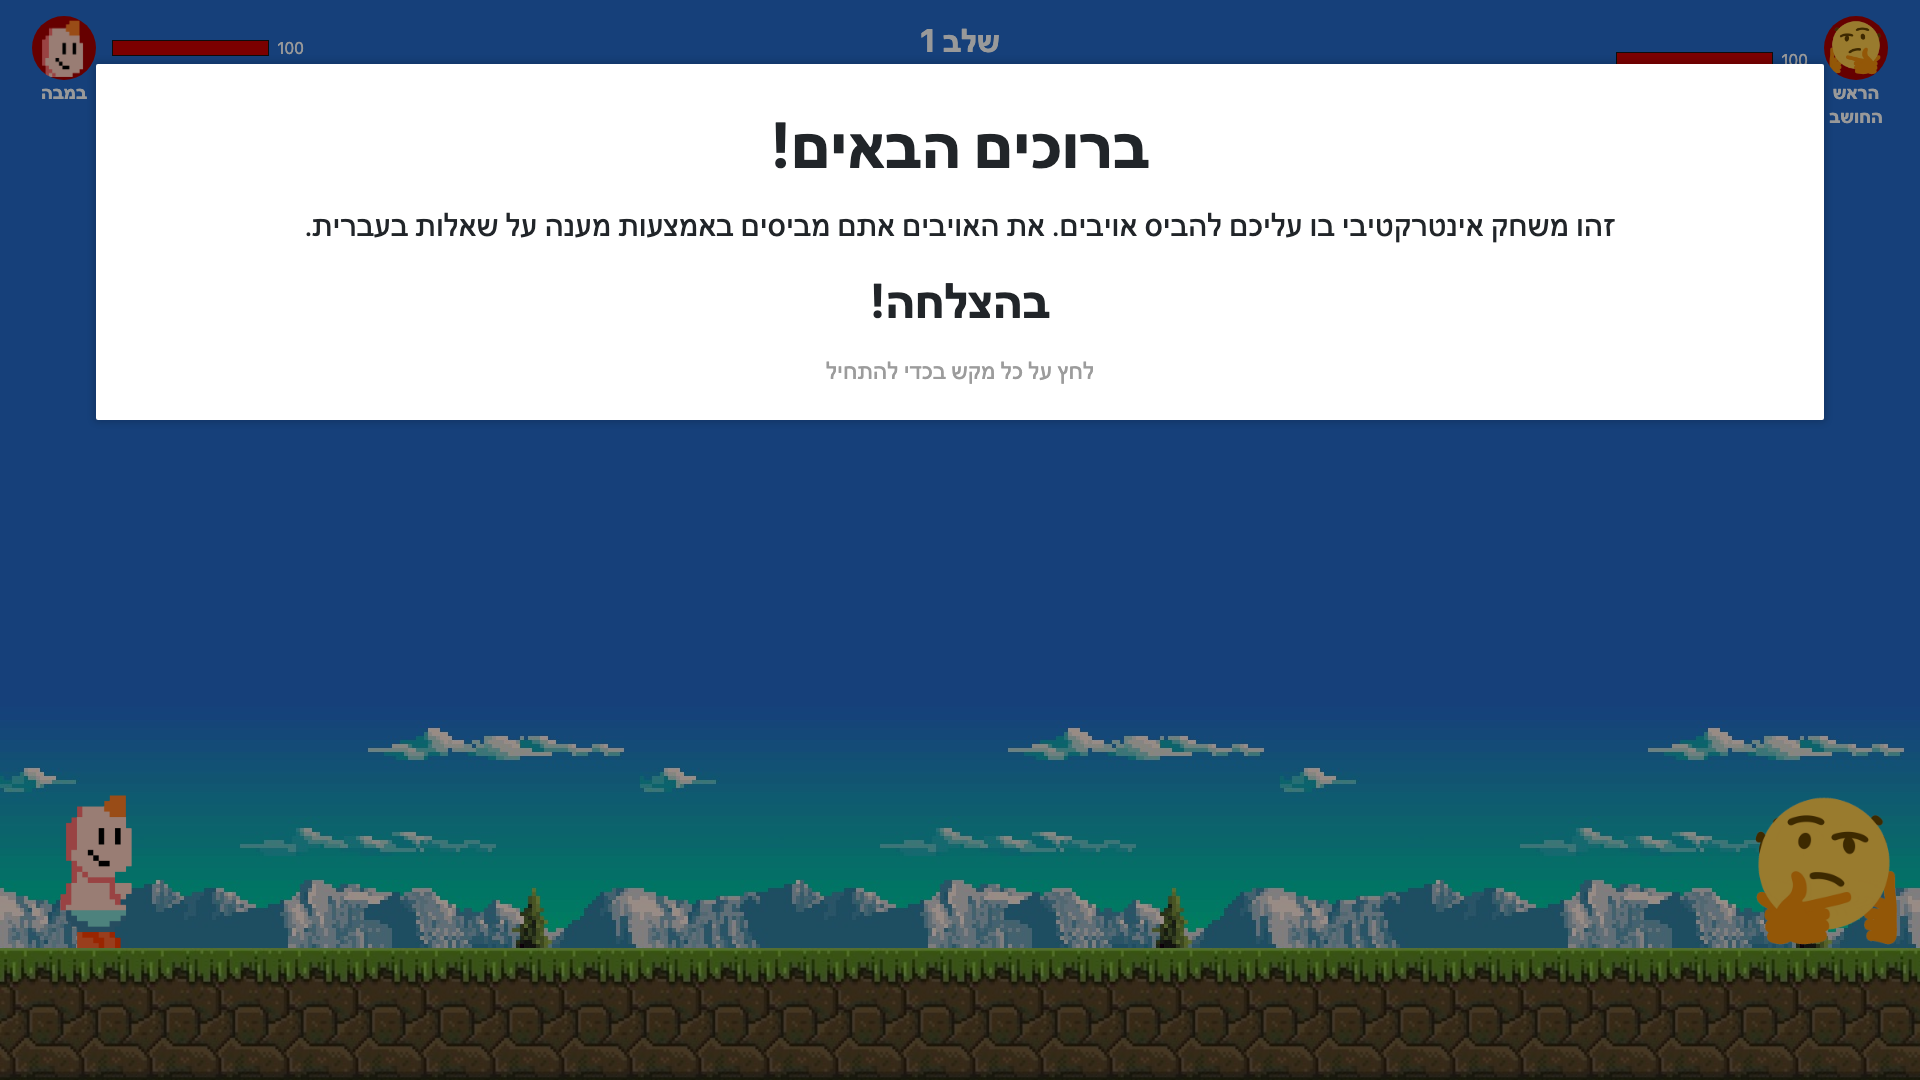 שלב 1
100
במבה
100
הראש
החושב
ברוכים הבאים!
זהו משחק אינטרקטיבי בו עליכם להביס אויבים. את האויבים אתם מביסים באמצעות מענה על שאלות בעברית.
בהצלחה!
לחץ על כל מקש בכדי להתחיל